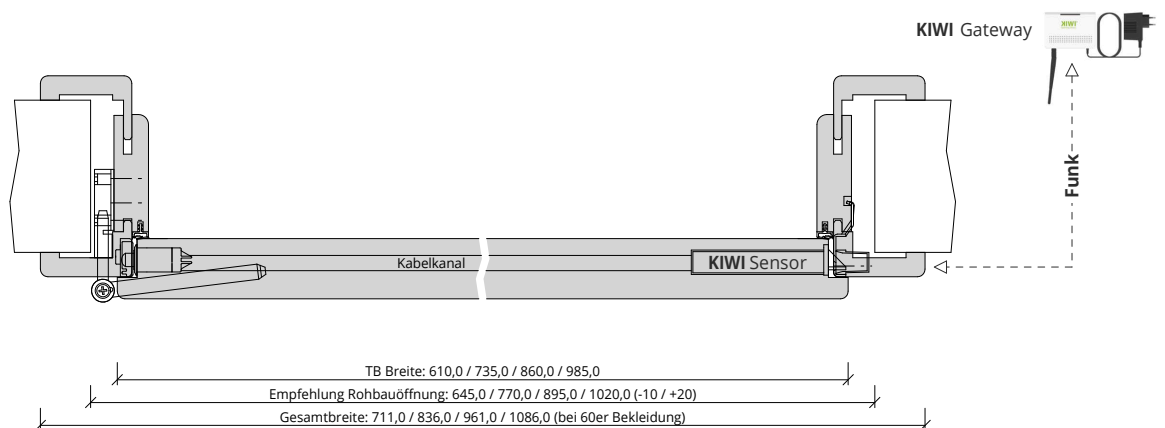 KIWI Gateway
KIWI
Funk
Kabelkanal
KIWI Sensor
TB Breite: 610,0 / 735,0 / 860,0 / 985,0
Empfehlung Rohbauöffnung: 645,0 / 770,0 / 895,0 / 1020,0 (-10 / +20)
Gesamtbreite: 711,0 / 836,0 / 961,0 / 1086,0 (bei 60er Bekleidung)